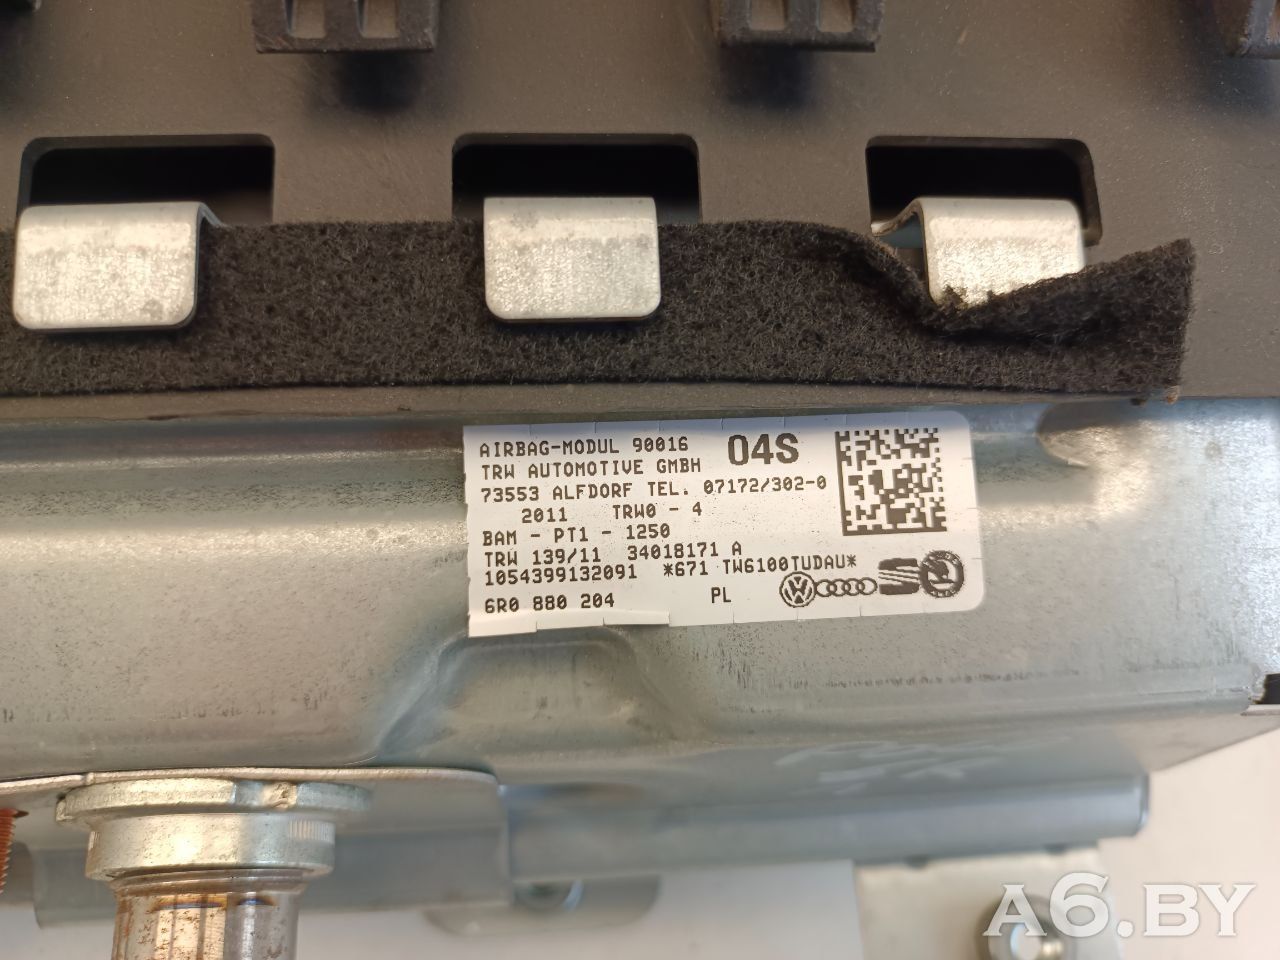 AIRBAG-MODUL 90016 04S
TRW AUTOMOTIVE GMBH
73553 ALFDORF TEL. 07172/302-0
2011 TRW0 - 4
BAM - PT1 - 1250
TRW 139/11 34018171 A
1054399132091 *671 TW6100TUDAU*
6R0 880 204 PL
A6.BY